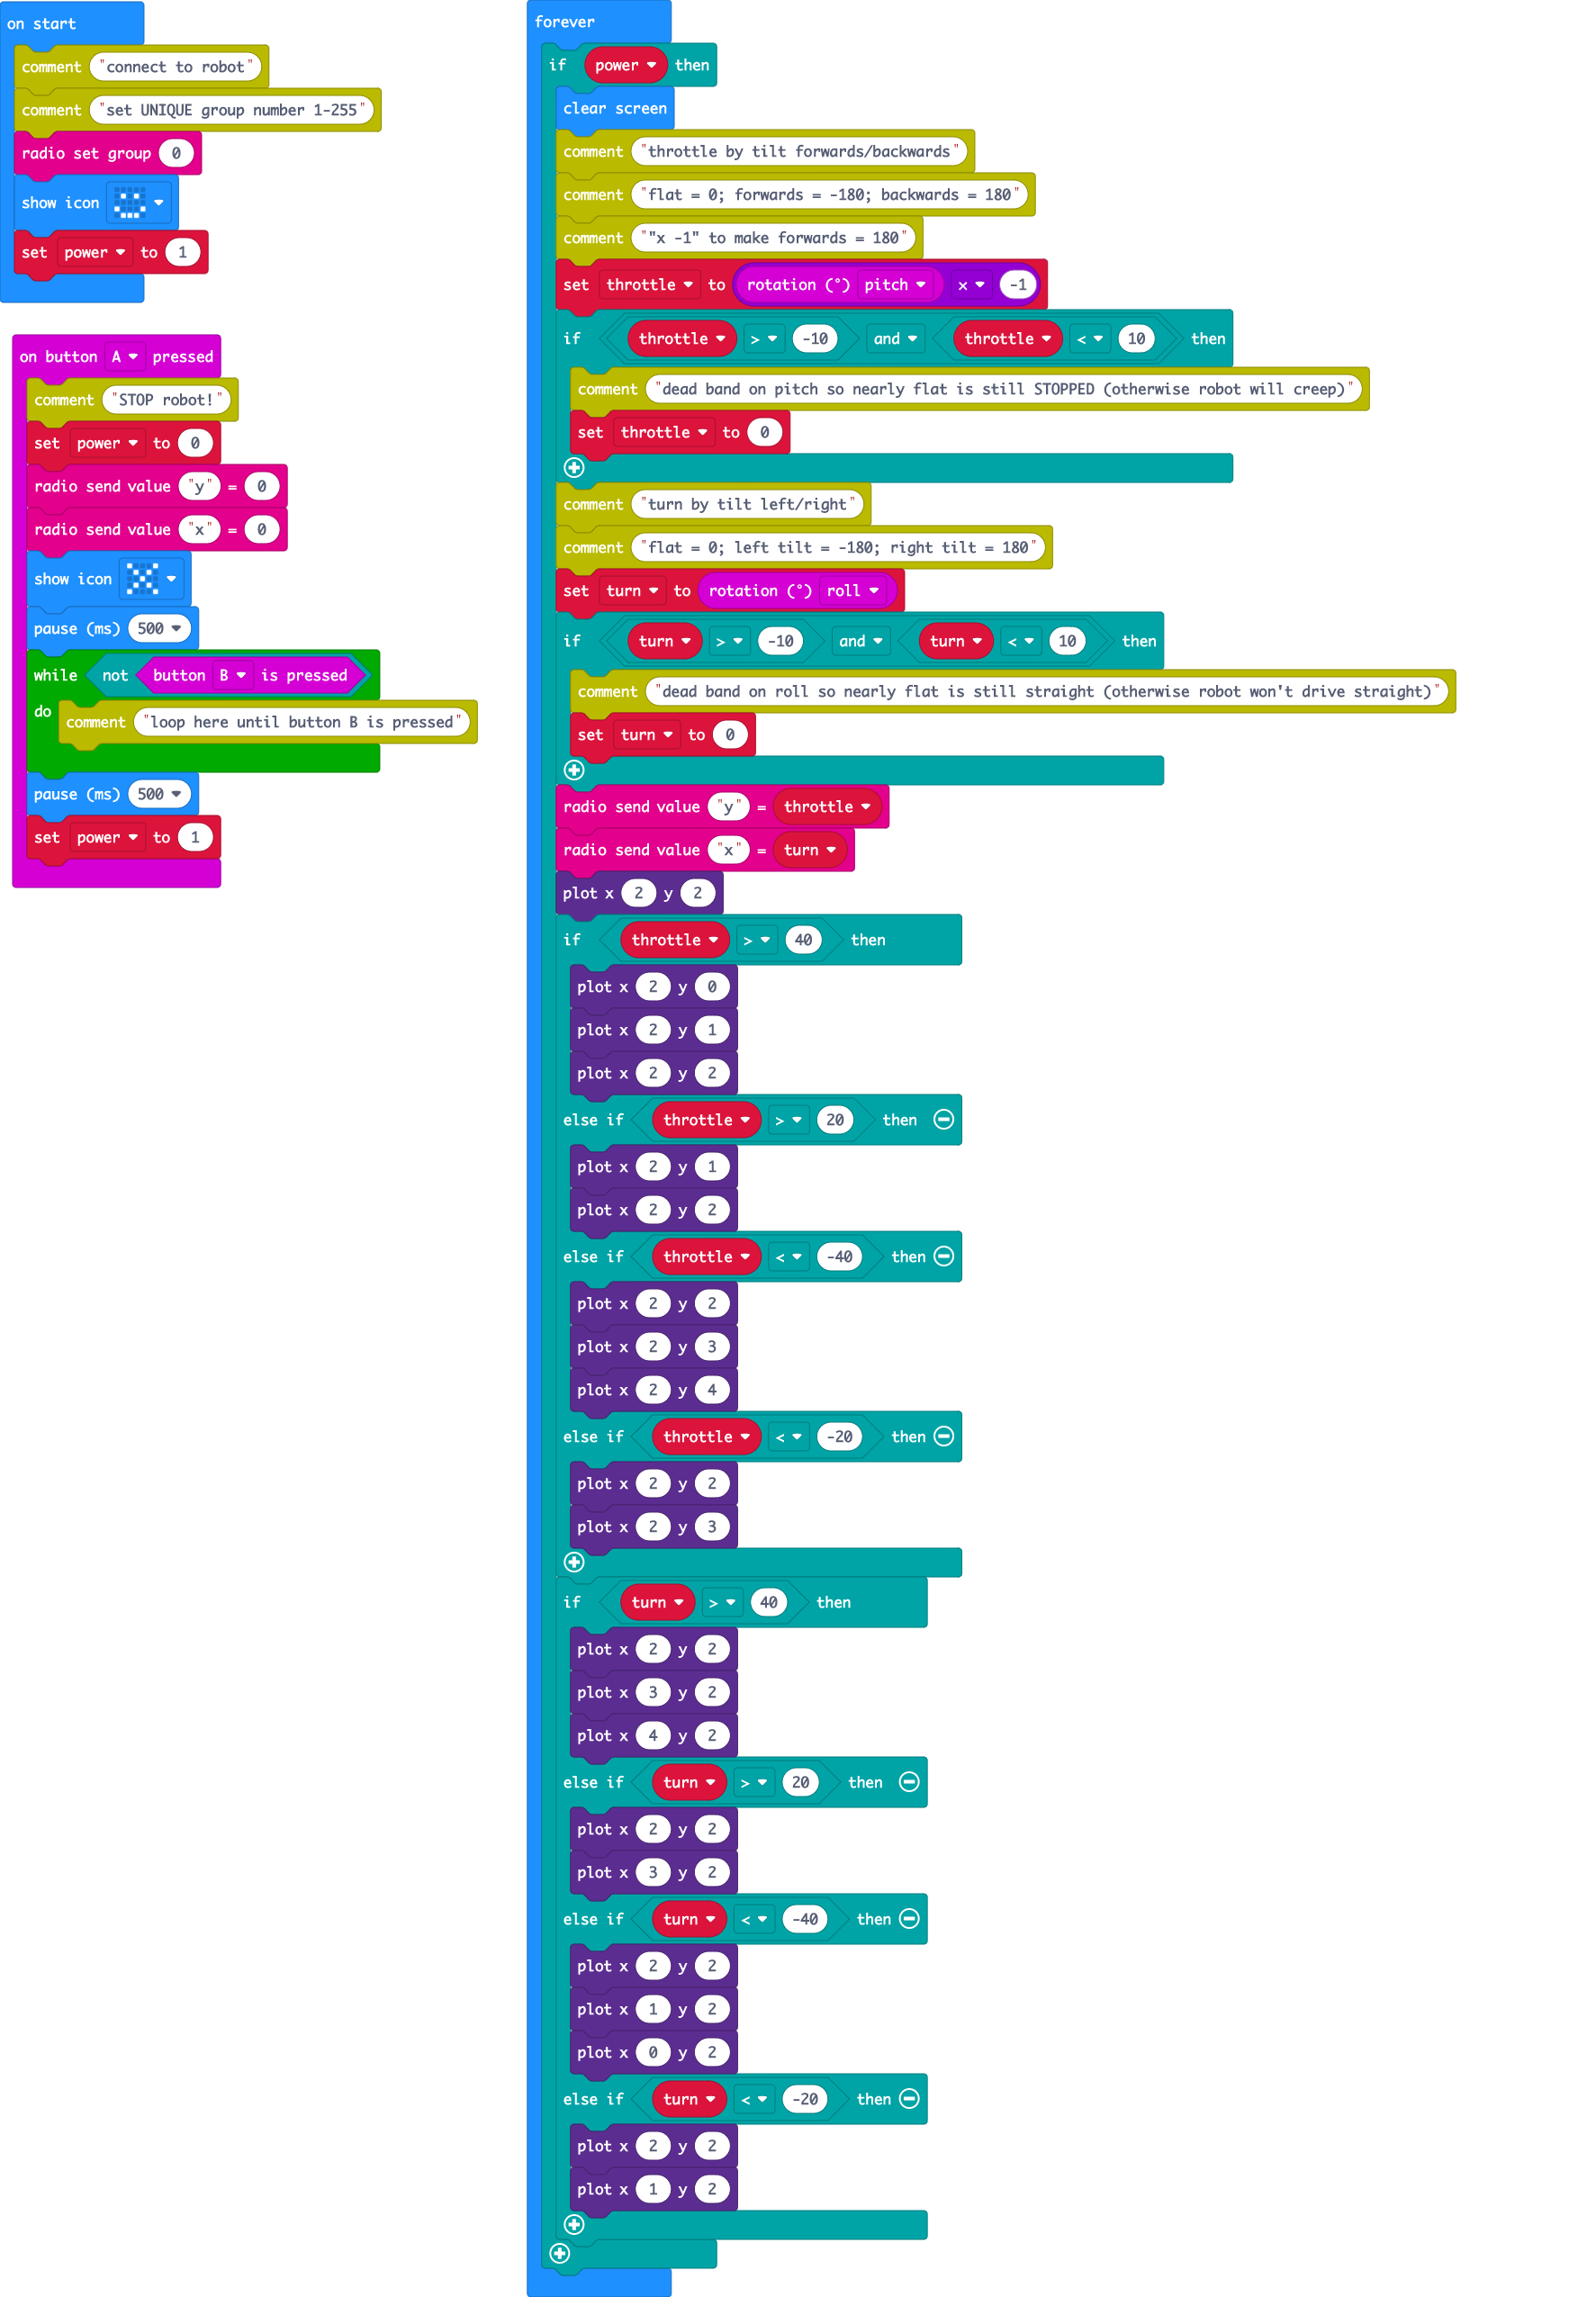 on start
comment "connect to robot"
comment "set UNIQUE group number 1-255"
radio set group 0
show icon
set power to 1
on button A pressed
comment "STOP robot!"
set power to 0
radio send value "y" = 0
radio send value "x" = 0
show icon
pause (ms) 500
while not button B is pressed
do comment "loop here until button B is pressed"
pause (ms) 500
set power to 1
forever
if power then
clear screen
comment "throttle by tilt forwards/backwards"
comment "flat = 0; forwards = -180; backwards = 180"
comment ""x -1" to make forwards = 180"
set throttle to rotation (°) pitch x -1
if throttle > -10 and throttle < 10 then
comment "dead band on pitch so nearly flat is still STOPPED (otherwise robot will creep)"
set throttle to 0
comment "turn by tilt left/right"
comment "flat = 0; left tilt = -180; right tilt = 180"
set turn to rotation (°) roll
if turn > -10 and turn < 10 then
comment "dead band on roll so nearly flat is still straight (otherwise robot won't drive straight)"
set turn to 0
radio send value "y" = throttle
radio send value "x" = turn
plot x 2 y 2
if throttle > 40 then
plot x 2 y 0
plot x 2 y 1
plot x 2 y 2
else if throttle > 20 then
plot x 2 y 1
plot x 2 y 2
else if throttle < -40 then
plot x 2 y 2
plot x 2 y 3
plot x 2 y 4
else if throttle < -20 then
plot x 2 y 2
plot x 2 y 3
if turn > 40 then
plot x 2 y 2
plot x 3 y 2
plot x 4 y 2
else if turn > 20 then
plot x 2 y 2
plot x 3 y 2
else if turn < -40 then
plot x 2 y 2
plot x 1 y 2
plot x 0 y 2
else if turn < -20 then
plot x 2 y 2
plot x 1 y 2